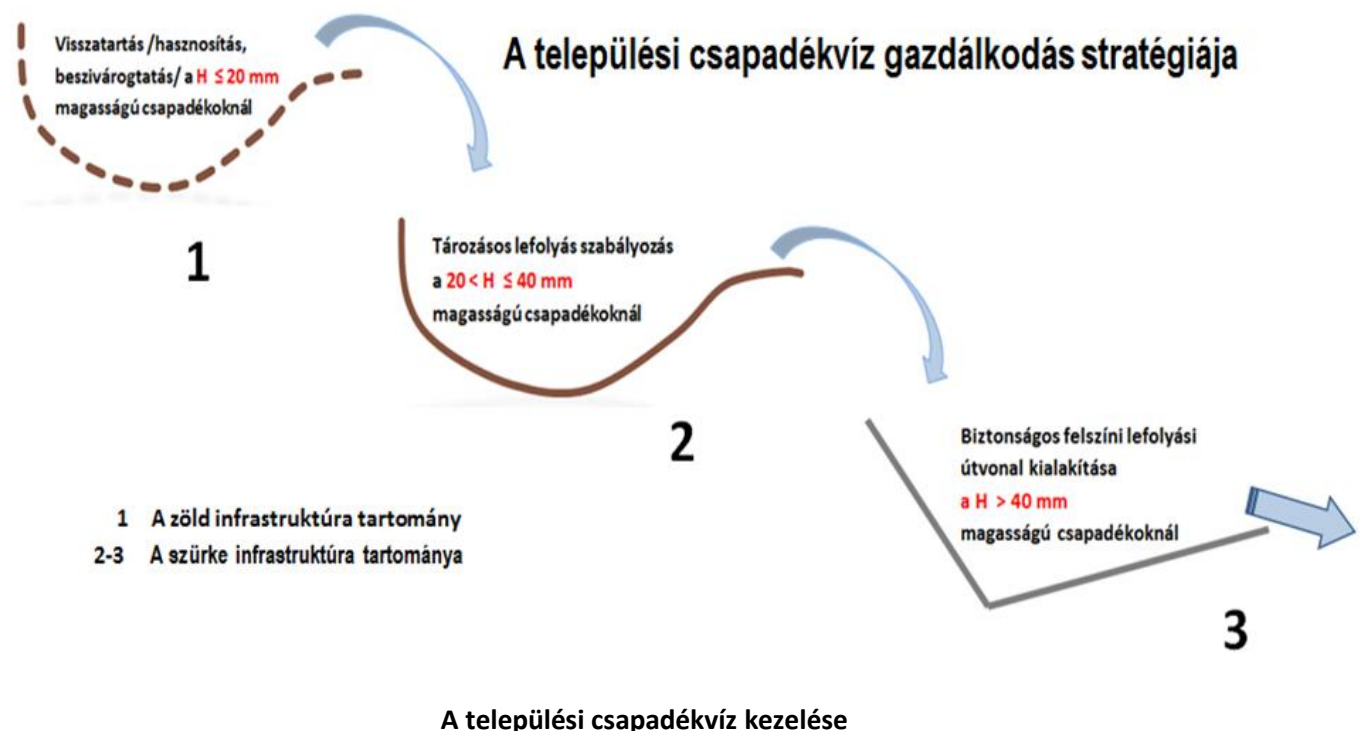 A települési csapadékvíz gazdálkodás stratégiája
Visszatartás /hasznosítás,
beszivárogtatás/ a H ≤ 20 mm
magasságú csapadékoknál
1
Tározásos lefolyás szabályozás
a 20 < H ≤ 40 mm
magasságú csapadékoknál
2
Biztonságos felszíni lefolyási
útvonal kialakítása
a H > 40 mm
magasságú csapadékoknál
3
1 A zöld infrastruktúra tartomány
2-3 A szürke infrastruktúra tartománya
A települési csapadékvíz kezelése